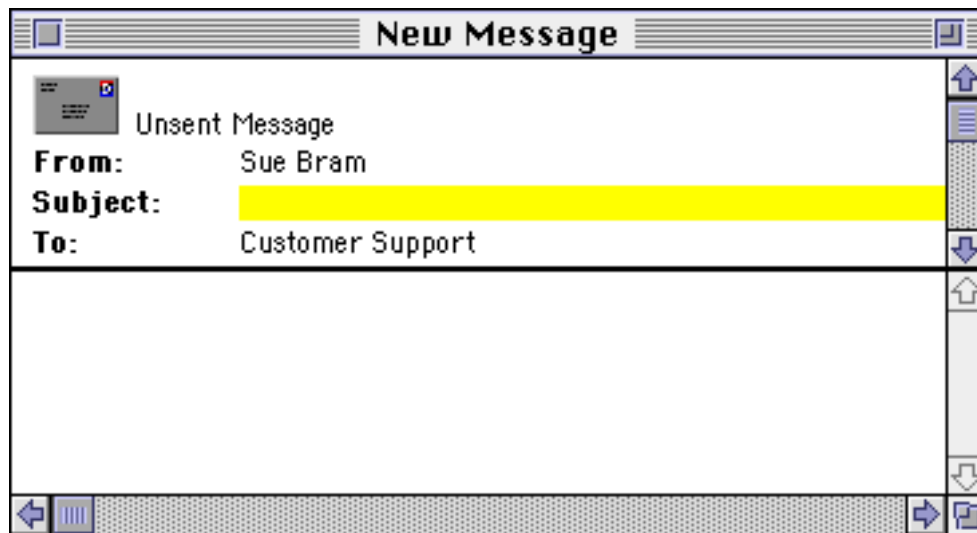 New Message
Unsent Message
From: Sue Bram
Subject:
To: Customer Support